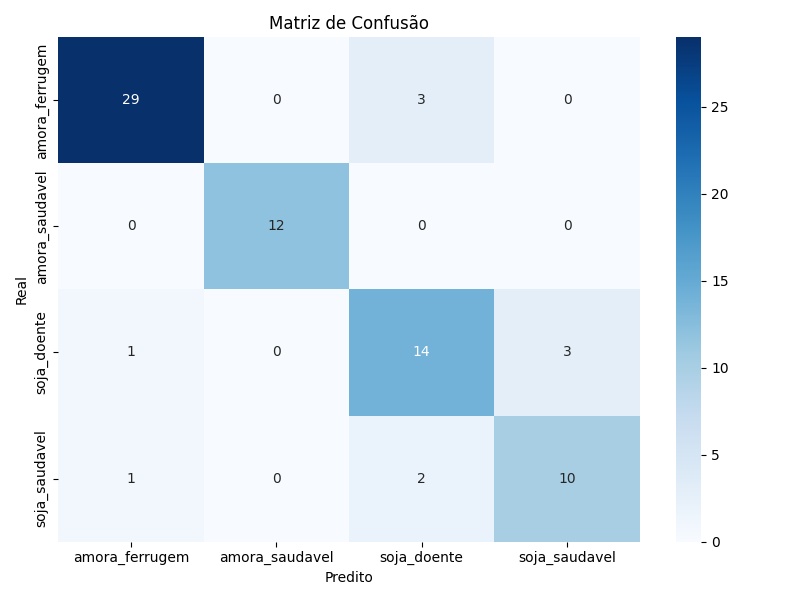 Matriz de Confusão
Real
amora_ferrugem
29 0 3 0
amora_saudavel
0 12 0 0
soja_doente
1 0 14 3
soja_saudavel
1 0 2 10
amora_ferrugem amora_saudavel soja_doente soja_saudavel
Predito
25
20
15
10
5
0